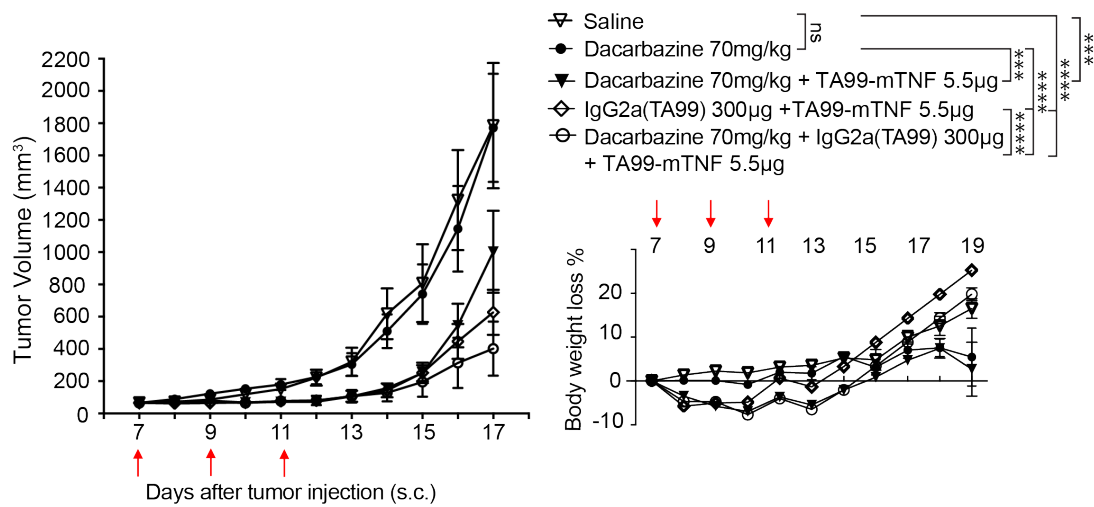 Saline
Dacarbazine 70mg/kg
ns
Dacarbazine 70mg/kg + TA99-mTNF 5.5µg
IgG2a(TA99) 300µg +TA99-mTNF 5.5µg
Dacarbazine 70mg/kg + IgG2a(TA99) 300µg
+ TA99-mTNF 5.5µg
***
****
****
****
***
Tumor Volume (mm³)
2200
2000
1800
1600
1400
1200
1000
800
600
400
200
0
7 9 11 13 15 17
Days after tumor injection (s.c.)
7 9 11 13 15 17 19
Body weight loss %
20
10
0
-10